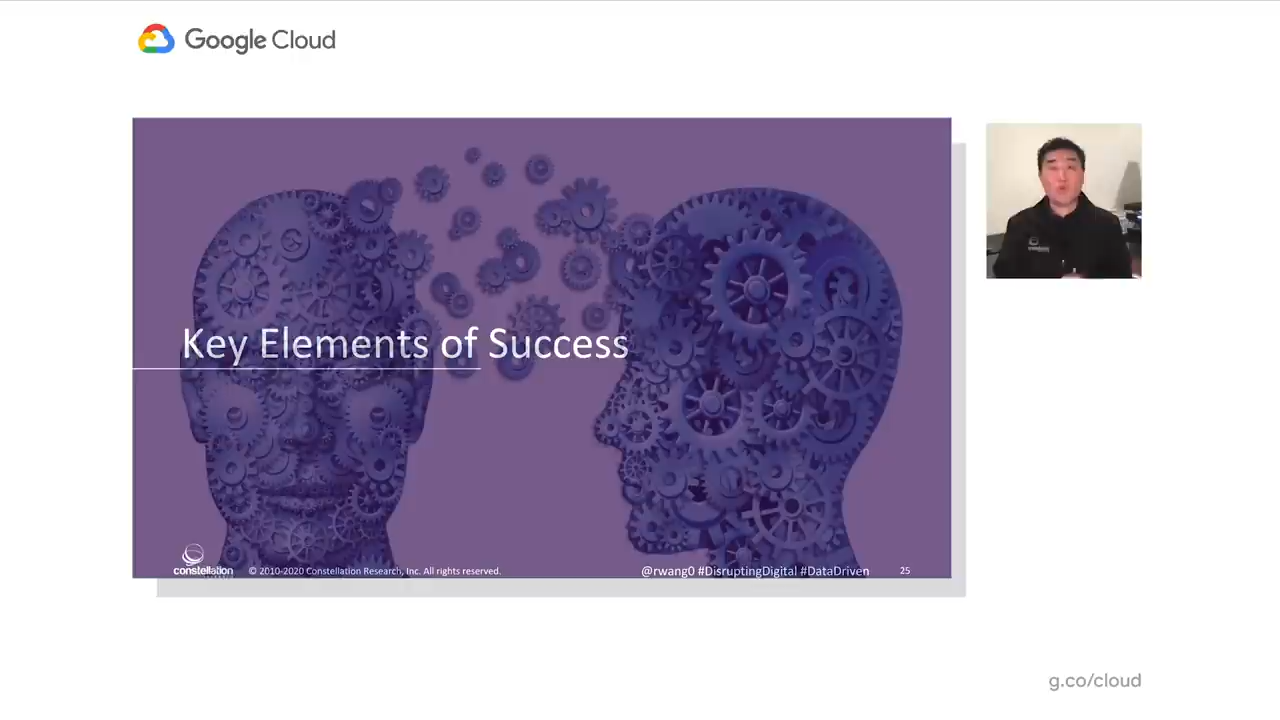 Google Cloud
Key Elements of Success
constellation
© 2010-2020 Constellation Research, Inc. All rights reserved.
@rwang0 #DisruptingDigital #DataDriven
25
g.co/cloud